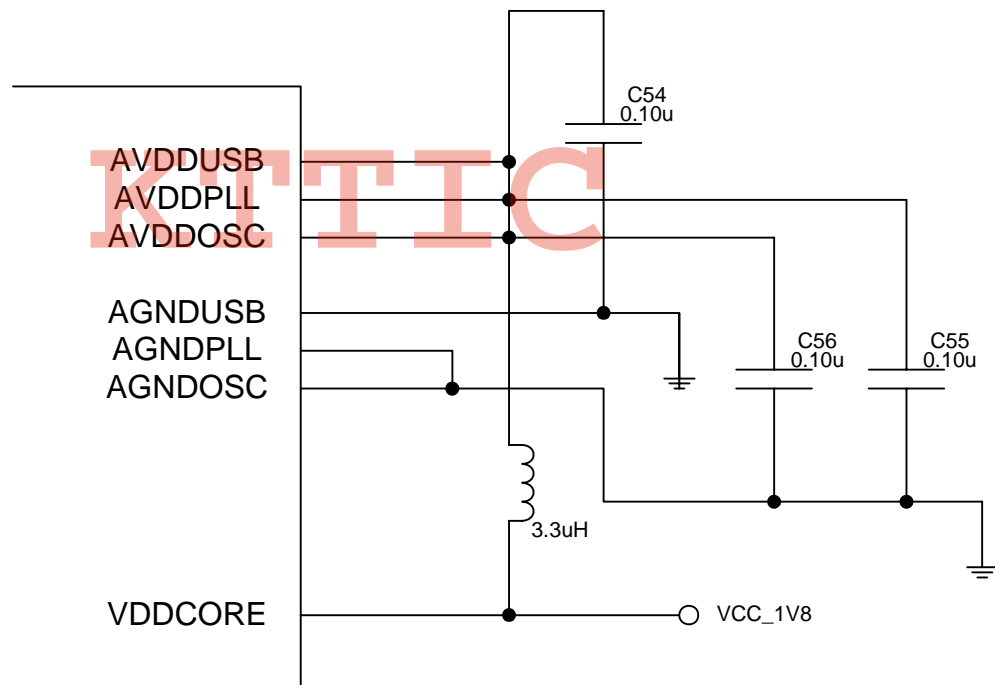 C54
0.10u
AVDDUSB
AVDDPLL
AVDDOSC
KTTIC
AGNDUSB
AGNDPLL
AGNDOSC
C56
0.10u
C55
0.10u
3.3uH
VDDCORE
VCC_1V8